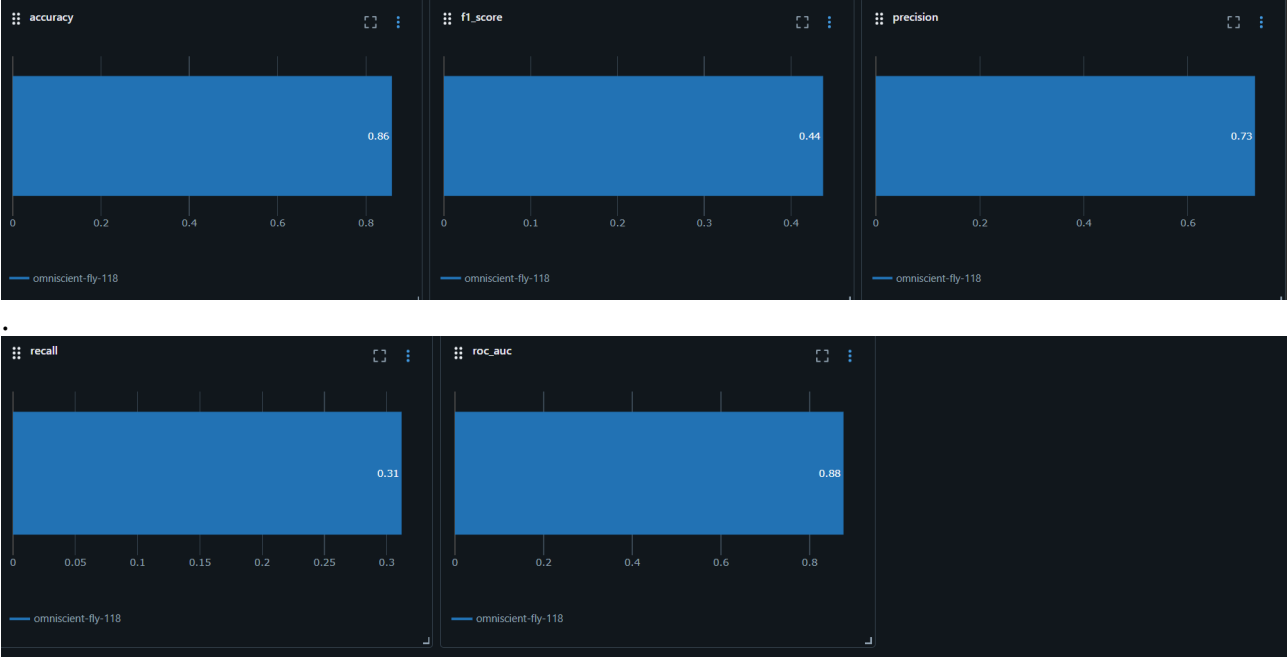 accuracy
f1_score
precision
0.86
0.44
0.73
0 0.2 0.4 0.6 0.8
0 0.1 0.2 0.3 0.4
0 0.2 0.4 0.6
omniscient-fly-118
omniscient-fly-118
omniscient-fly-118
.
recall
roc_auc
0.31
0.88
0 0.05 0.1 0.15 0.2 0.25 0.3
0 0.2 0.4 0.6 0.8
omniscient-fly-118
omniscient-fly-118